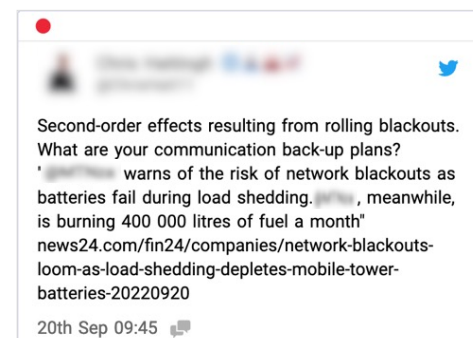 Second-order effects resulting from rolling blackouts.
What are your communication back-up plans?
' warns of the risk of network blackouts as
batteries fail during load shedding. , meanwhile,
is burning 400 000 litres of fuel a month"
news24.com/fin24/companies/network-blackouts-
loom-as-load-shedding-depletes-mobile-tower-
batteries-20220920
20th Sep 09:45